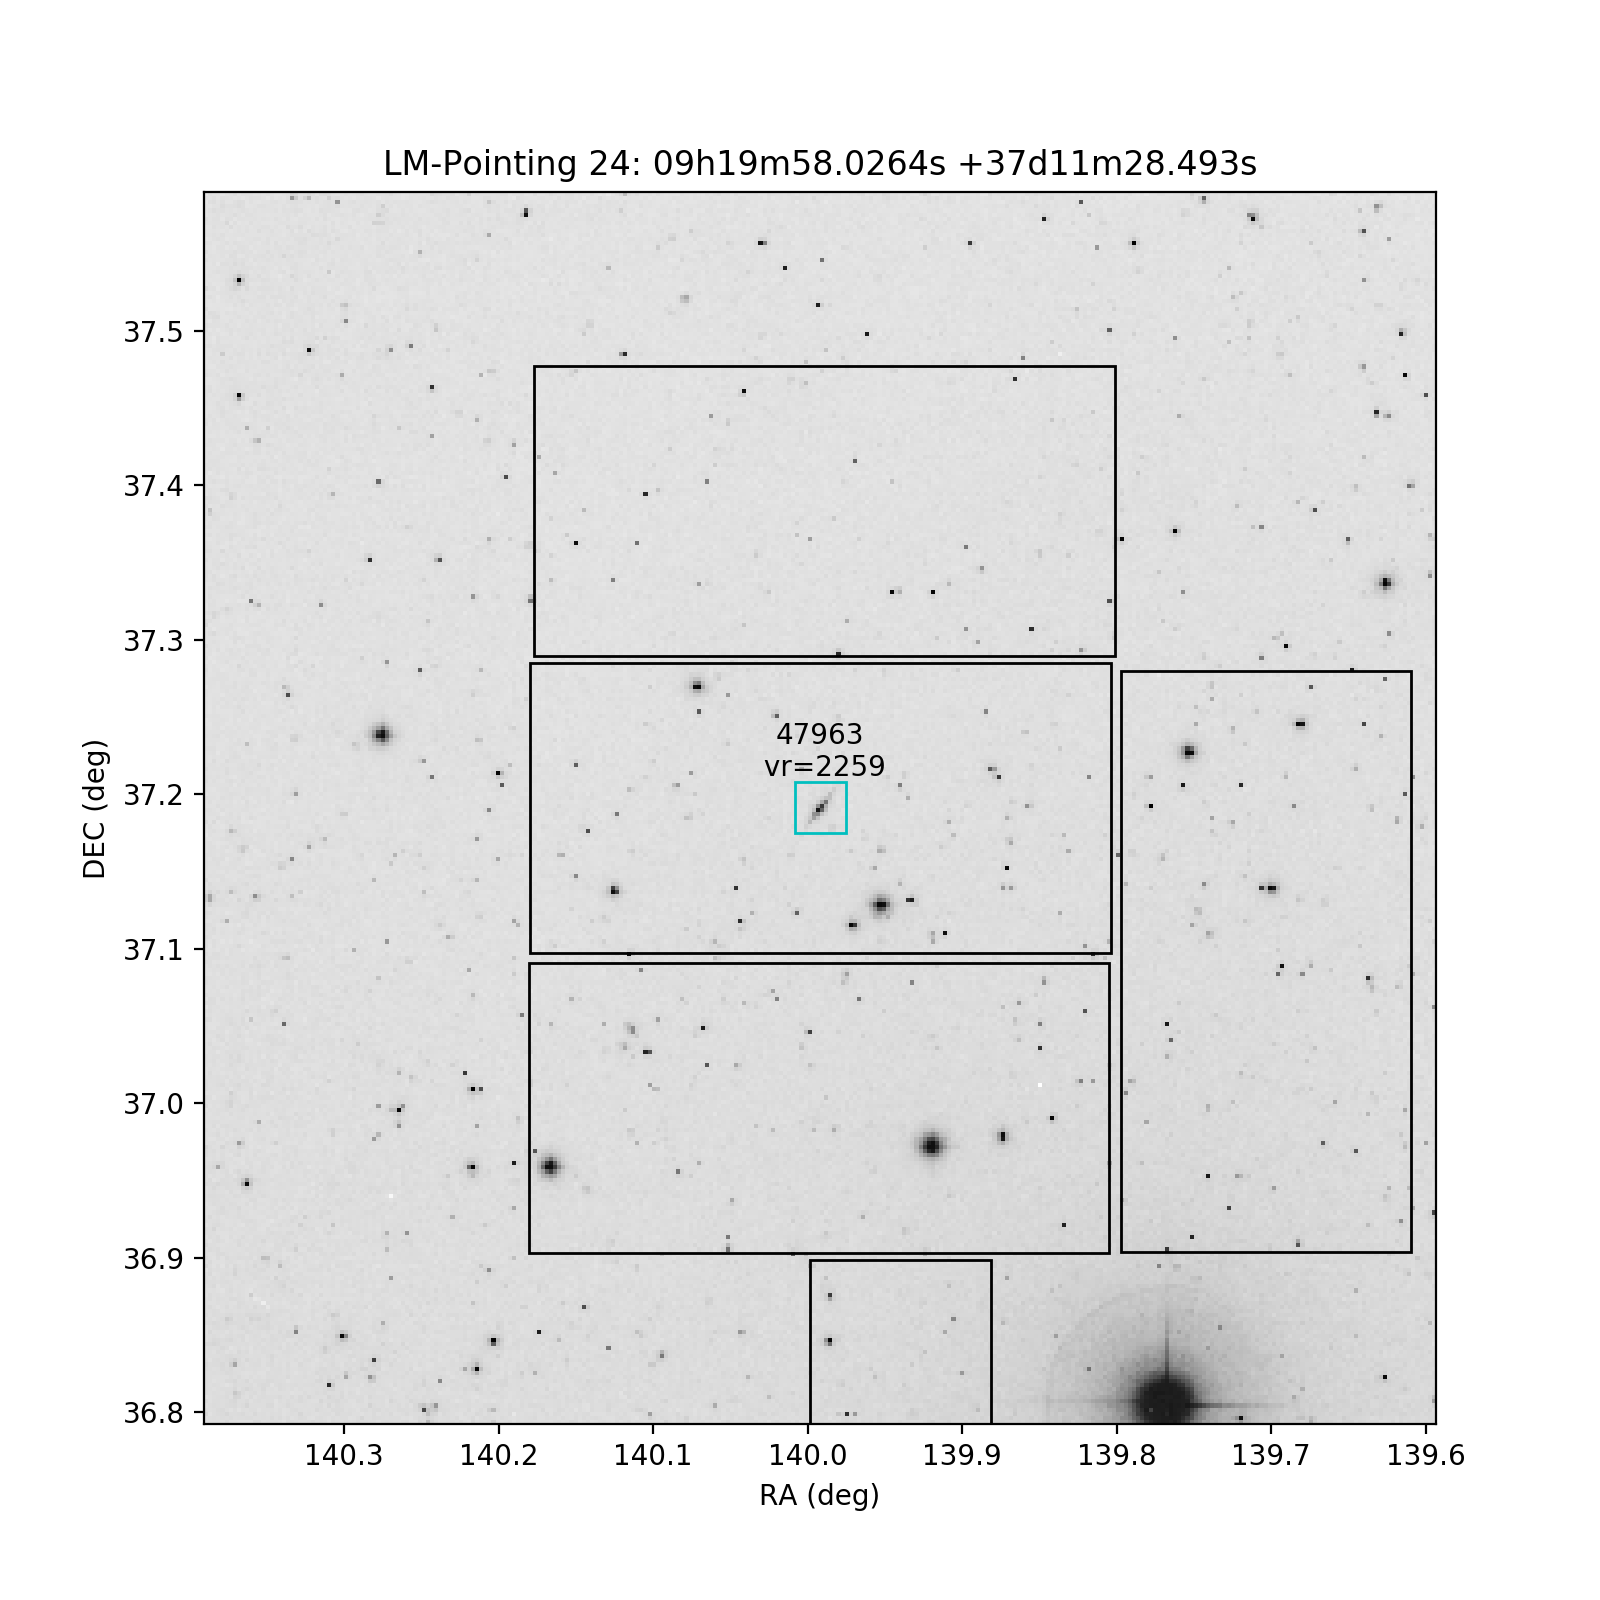 LM-Pointing 24: 09h19m58.0264s +37d11m28.493s
37.5
37.4
37.3
37.2
37.1
37.0
36.9
36.8
DEC (deg)
47963
vr=2259
140.3 140.2 140.1 140.0 139.9 139.8 139.7 139.6
RA (deg)